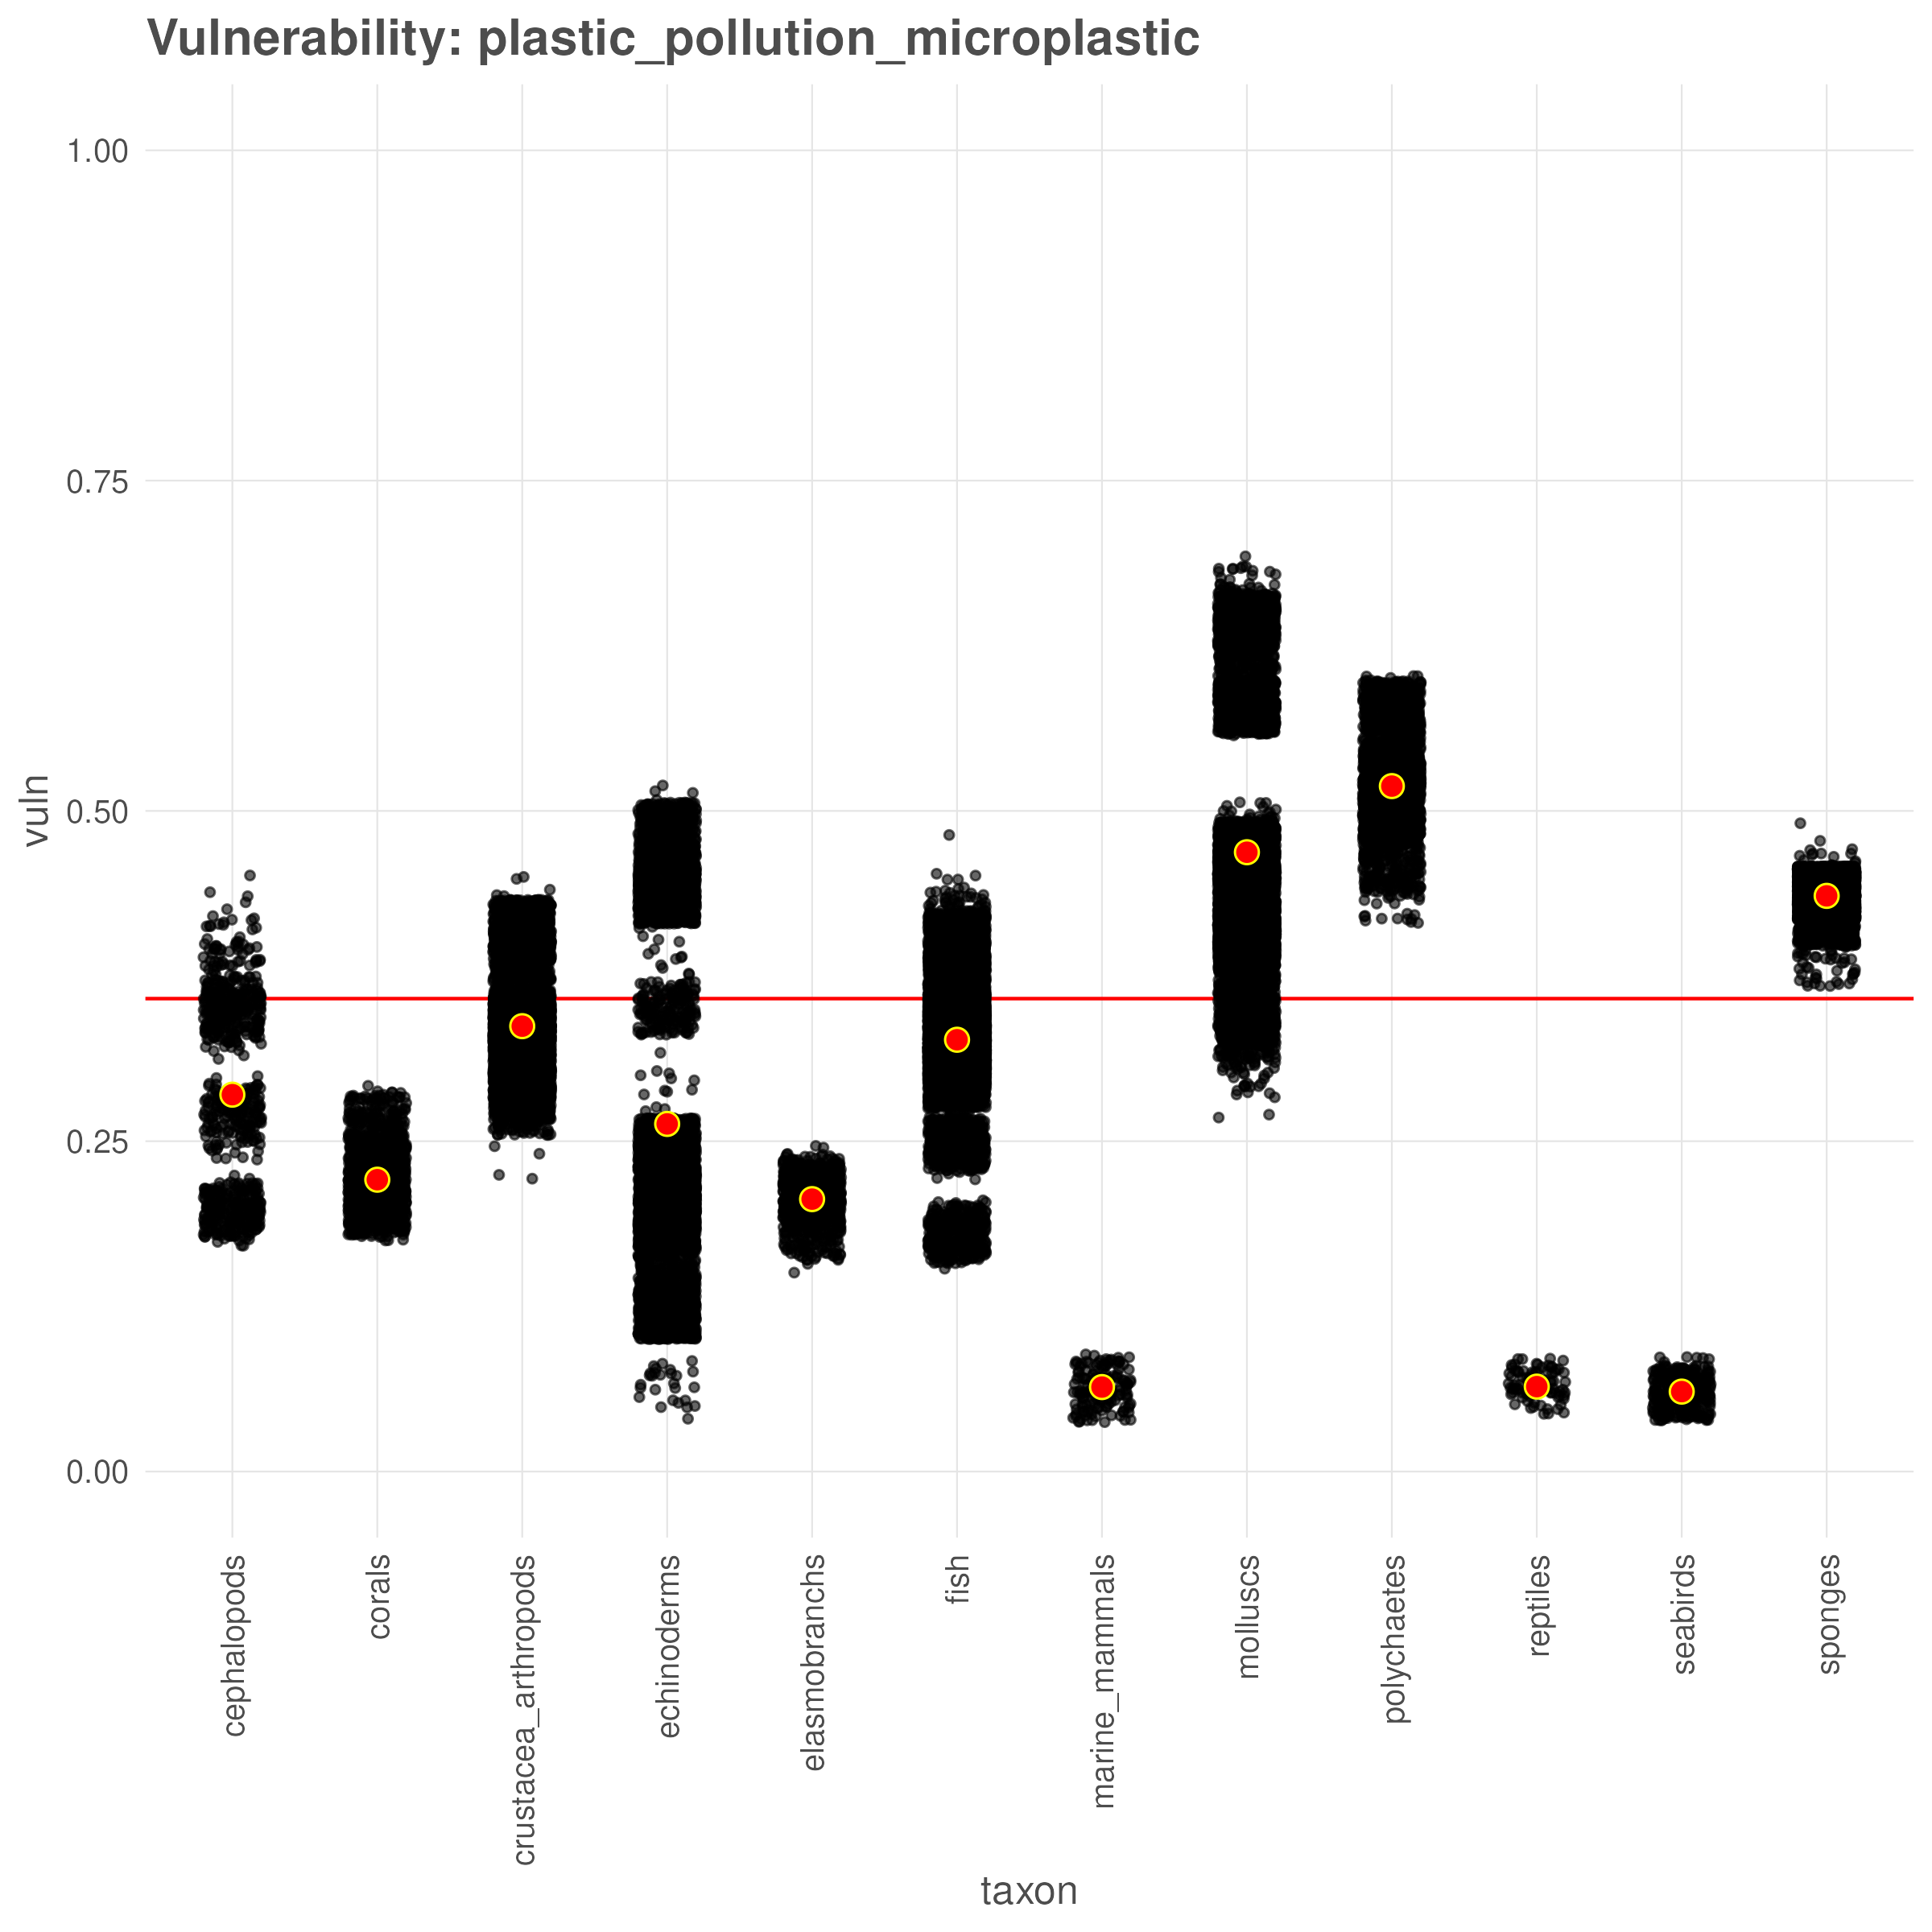 Vulnerability: plastic_pollution_microplastic
1.00
0.75
0.50
0.25
0.00
vuln
cephalopods
corals
crustacea_arthropods
echinoderms
elasmobranchs
fish
marine_mammals
molluscs
polychaetes
reptiles
seabirds
sponges
taxon